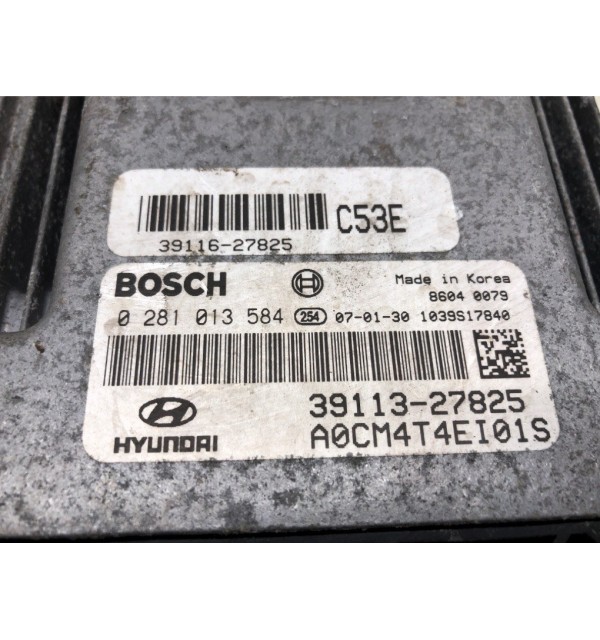 C53E
39116-27825
BOSCH
Made in Korea
8604 0079
0 281 013 584 254 07-01-30 1039S17840
39113-27825
HYUNDAI
A0CM4T4EI01S